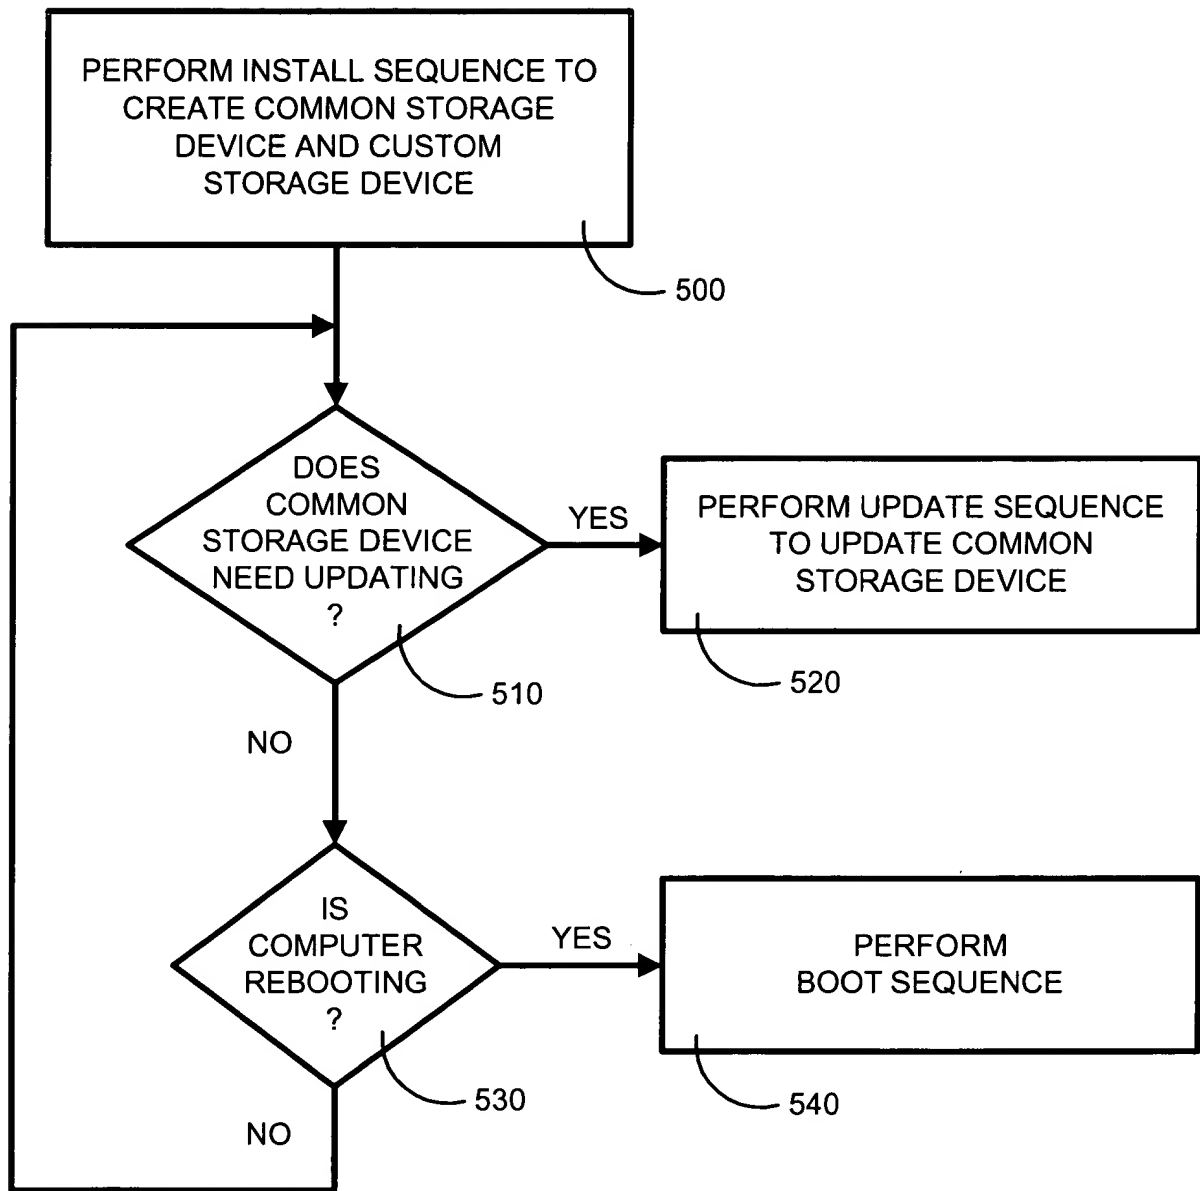 PERFORM INSTALL SEQUENCE TO
CREATE COMMON STORAGE
DEVICE AND CUSTOM
STORAGE DEVICE
500
DOES
COMMON
STORAGE DEVICE
NEED UPDATING
?
510
YES
PERFORM UPDATE SEQUENCE
TO UPDATE COMMON
STORAGE DEVICE
520
NO
IS
COMPUTER
REBOOTING
?
530
YES
PERFORM
BOOT SEQUENCE
540
NO